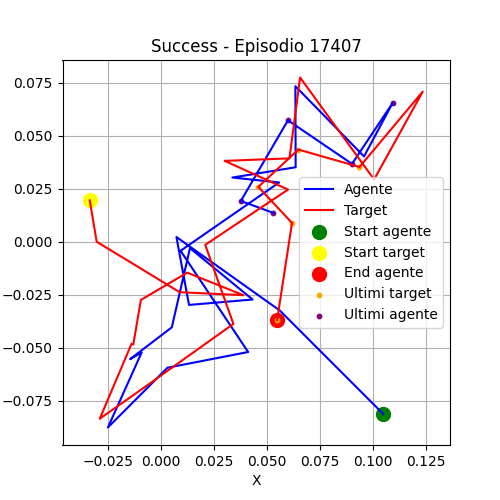 Success - Episodio 17407
0.075
0.050
0.025
0.000
−0.025
−0.050
−0.075
Agente
Target
Start agente
Start target
End agente
Ultimi target
Ultimi agente
−0.025 0.000 0.025 0.050 0.075 0.100 0.125
X